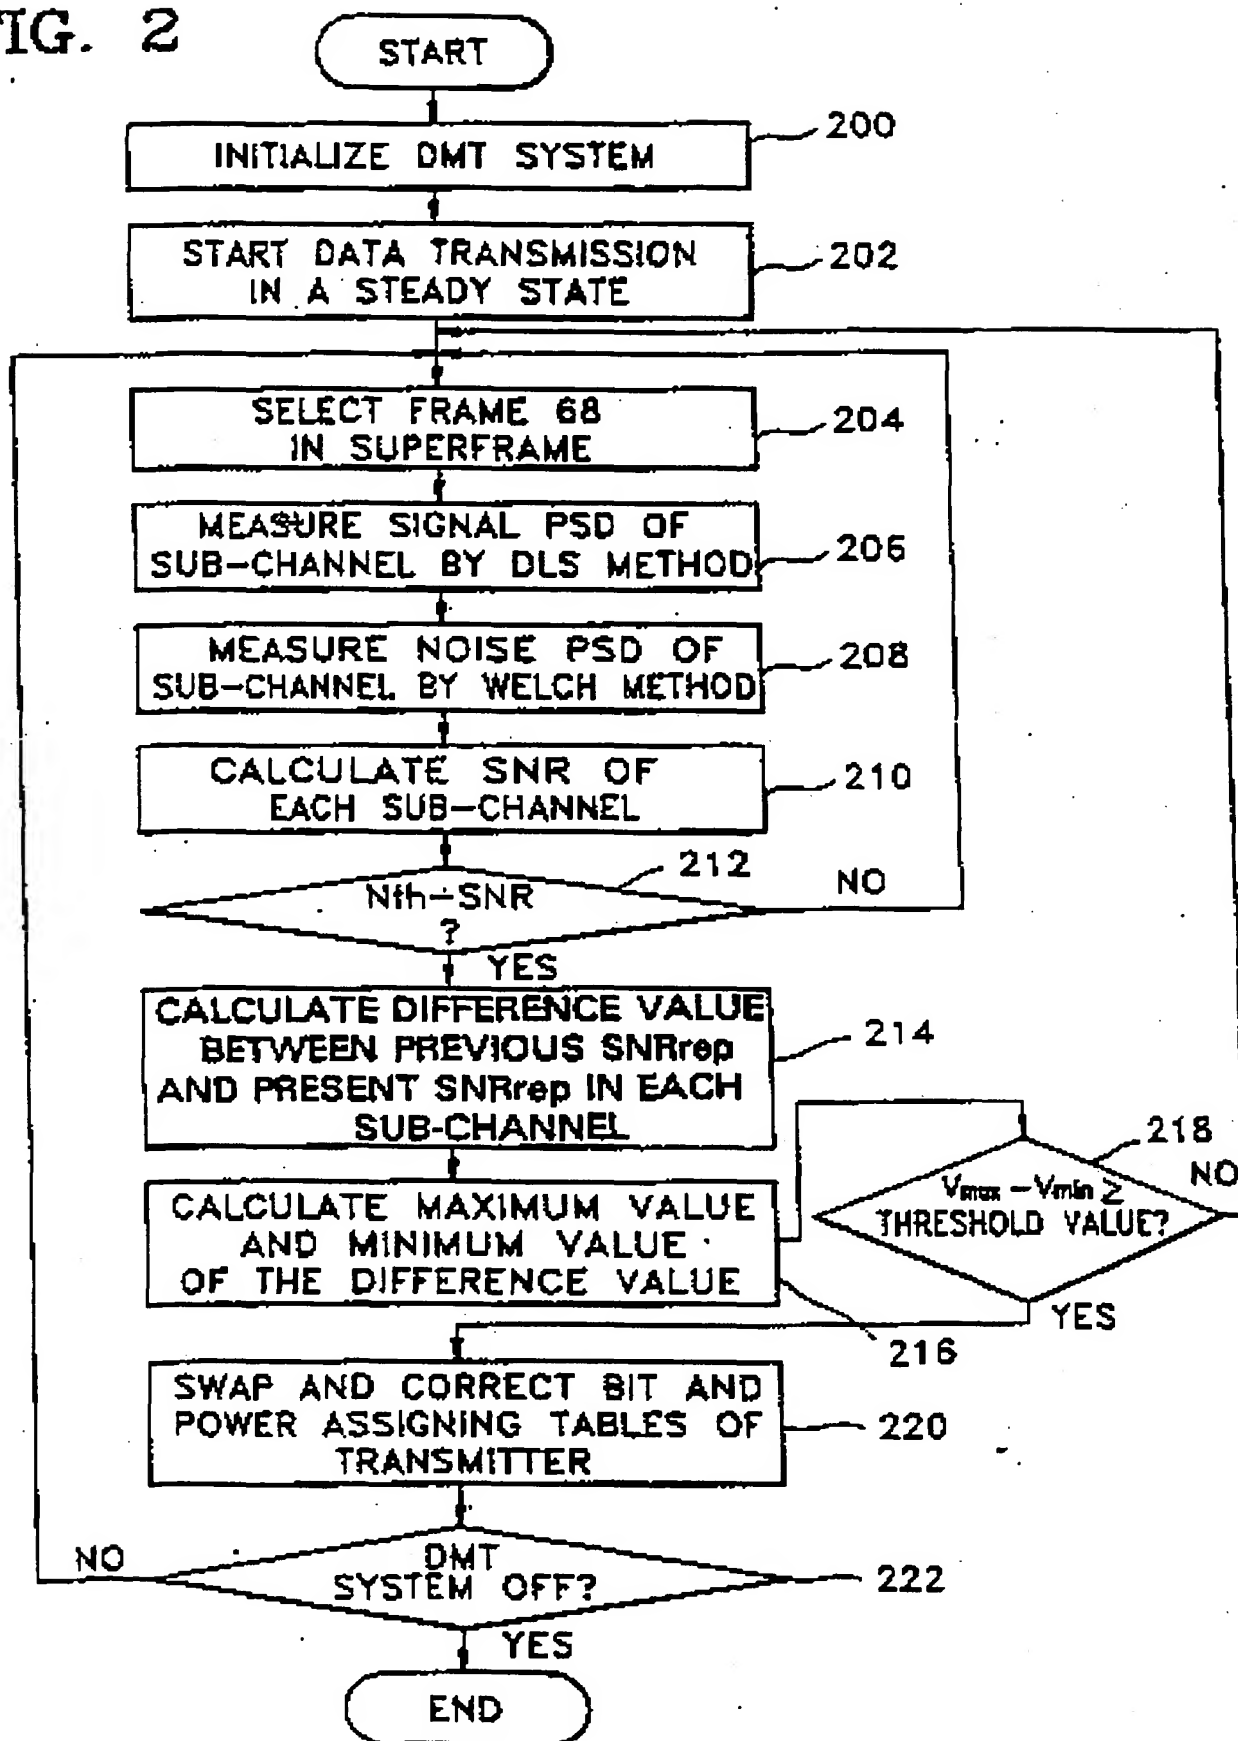 FIG. 2
START
INITIALIZE DMT SYSTEM
200
START DATA TRANSMISSION
IN A STEADY STATE
202
SELECT FRAME 68
IN SUPERFRAME
204
MEASURE SIGNAL PSD OF
SUB-CHANNEL BY DLS METHOD
206
MEASURE NOISE PSD OF
SUB-CHANNEL BY WELCH METHOD
208
CALCULATE SNR OF
EACH SUB-CHANNEL
210
212
Nth-SNR
?
NO
YES
CALCULATE DIFFERENCE VALUE
BETWEEN PREVIOUS SNRrep
AND PRESENT SNRrep IN EACH
SUB-CHANNEL
214
CALCULATE MAXIMUM VALUE
AND MINIMUM VALUE
OF THE DIFFERENCE VALUE
216
218
Vmax - Vmin ≥
THRESHOLD VALUE?
NO
YES
SWAP AND CORRECT BIT AND
POWER ASSIGNING TABLES OF
TRANSMITTER
220
DMT
SYSTEM OFF?
222
NO
YES
END